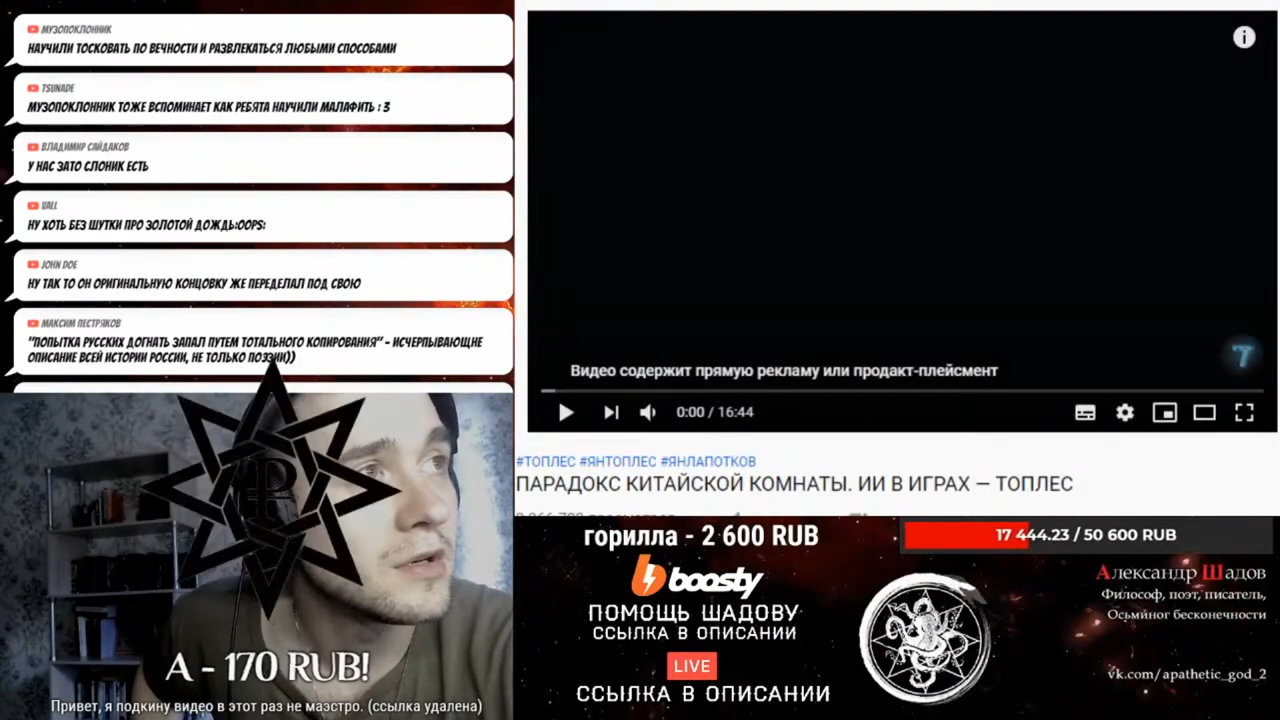 МУЗОПОКЛОННИК
НАУЧИЛИ ТОСКОВАТЬ ПО ВЕЧНОСТИ И РАЗВЛЕКАТЬСЯ ЛЮБЫМИ СПОСОБАМИ
TSUNADE
МУЗОПОКЛОННИК ТОЖЕ ВСПОМИНАЕТ КАК РЕБЯТА НАУЧИЛИ МАЛАФИТЬ : 3
ВЛАДИМИР САЙДАКОВ
У НАС ЗАТО СЛОНИК ЕСТЬ
VALL
НУ ХОТЬ БЕЗ ШУТКИ ПРО ЗОЛОТОЙ ДОЖДЬ:OOPS:
JOHN DOE
НУ ТАК ТО ОН ОРИГИНАЛЬНУЮ КОНЦОВКУ ЖЕ ПЕРЕДЕЛАЛ ПОД СВОЮ
МАКСИМ ПЕСТРЯКОВ
"ПОПЫТКА РУССКИХ ДОГНАТЬ ЗАПАЛ ПУТЕМ ТОТАЛЬНОГО КОПИРОВАНИЯ" - ИСЧЕРПЫВАЮЩНЕ
ОПИСАНИЕ ВСЕЙ ИСТОРИИ РОССИИ, НЕ ТОЛЬКО ПОЭЗИИ))
А - 170 RUB!
Привет, я подкину видео в этот раз не маэстро. (ссылка удалена)
Видео содержит прямую рекламу или продакт-плейсмент
0:00 / 16:44
#ТОПЛЕС #ЯНТОПЛЕС #ЯНЛАПОТКОВ
ПАРАДОКС КИТАЙСКОЙ КОМНАТЫ. ИИ В ИГРАХ — ТОПЛЕС
горилла - 2 600 RUB
boosty
ПОМОЩЬ ШАДОВУ
ССЫЛКА В ОПИСАНИИ
LIVE
ССЫЛКА В ОПИСАНИИ
17 444.23 / 50 600 RUB
Александр Шадов
Философ, поэт, писатель,
Осьминог бесконечности
vk.com/apathetic_god_2